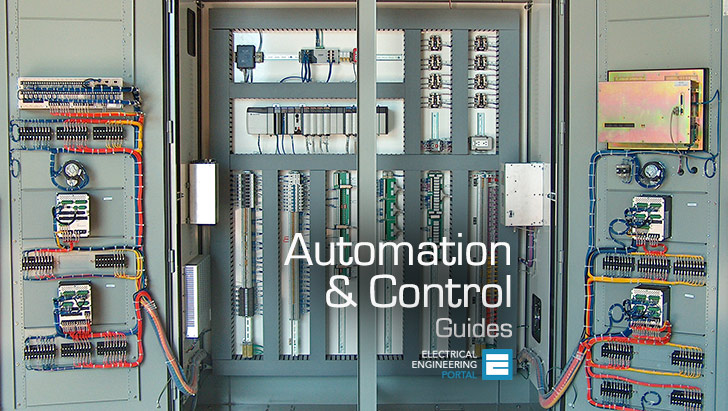 Automation
& Control
Guides
ELECTRICAL
ENGINEERING
PORTAL